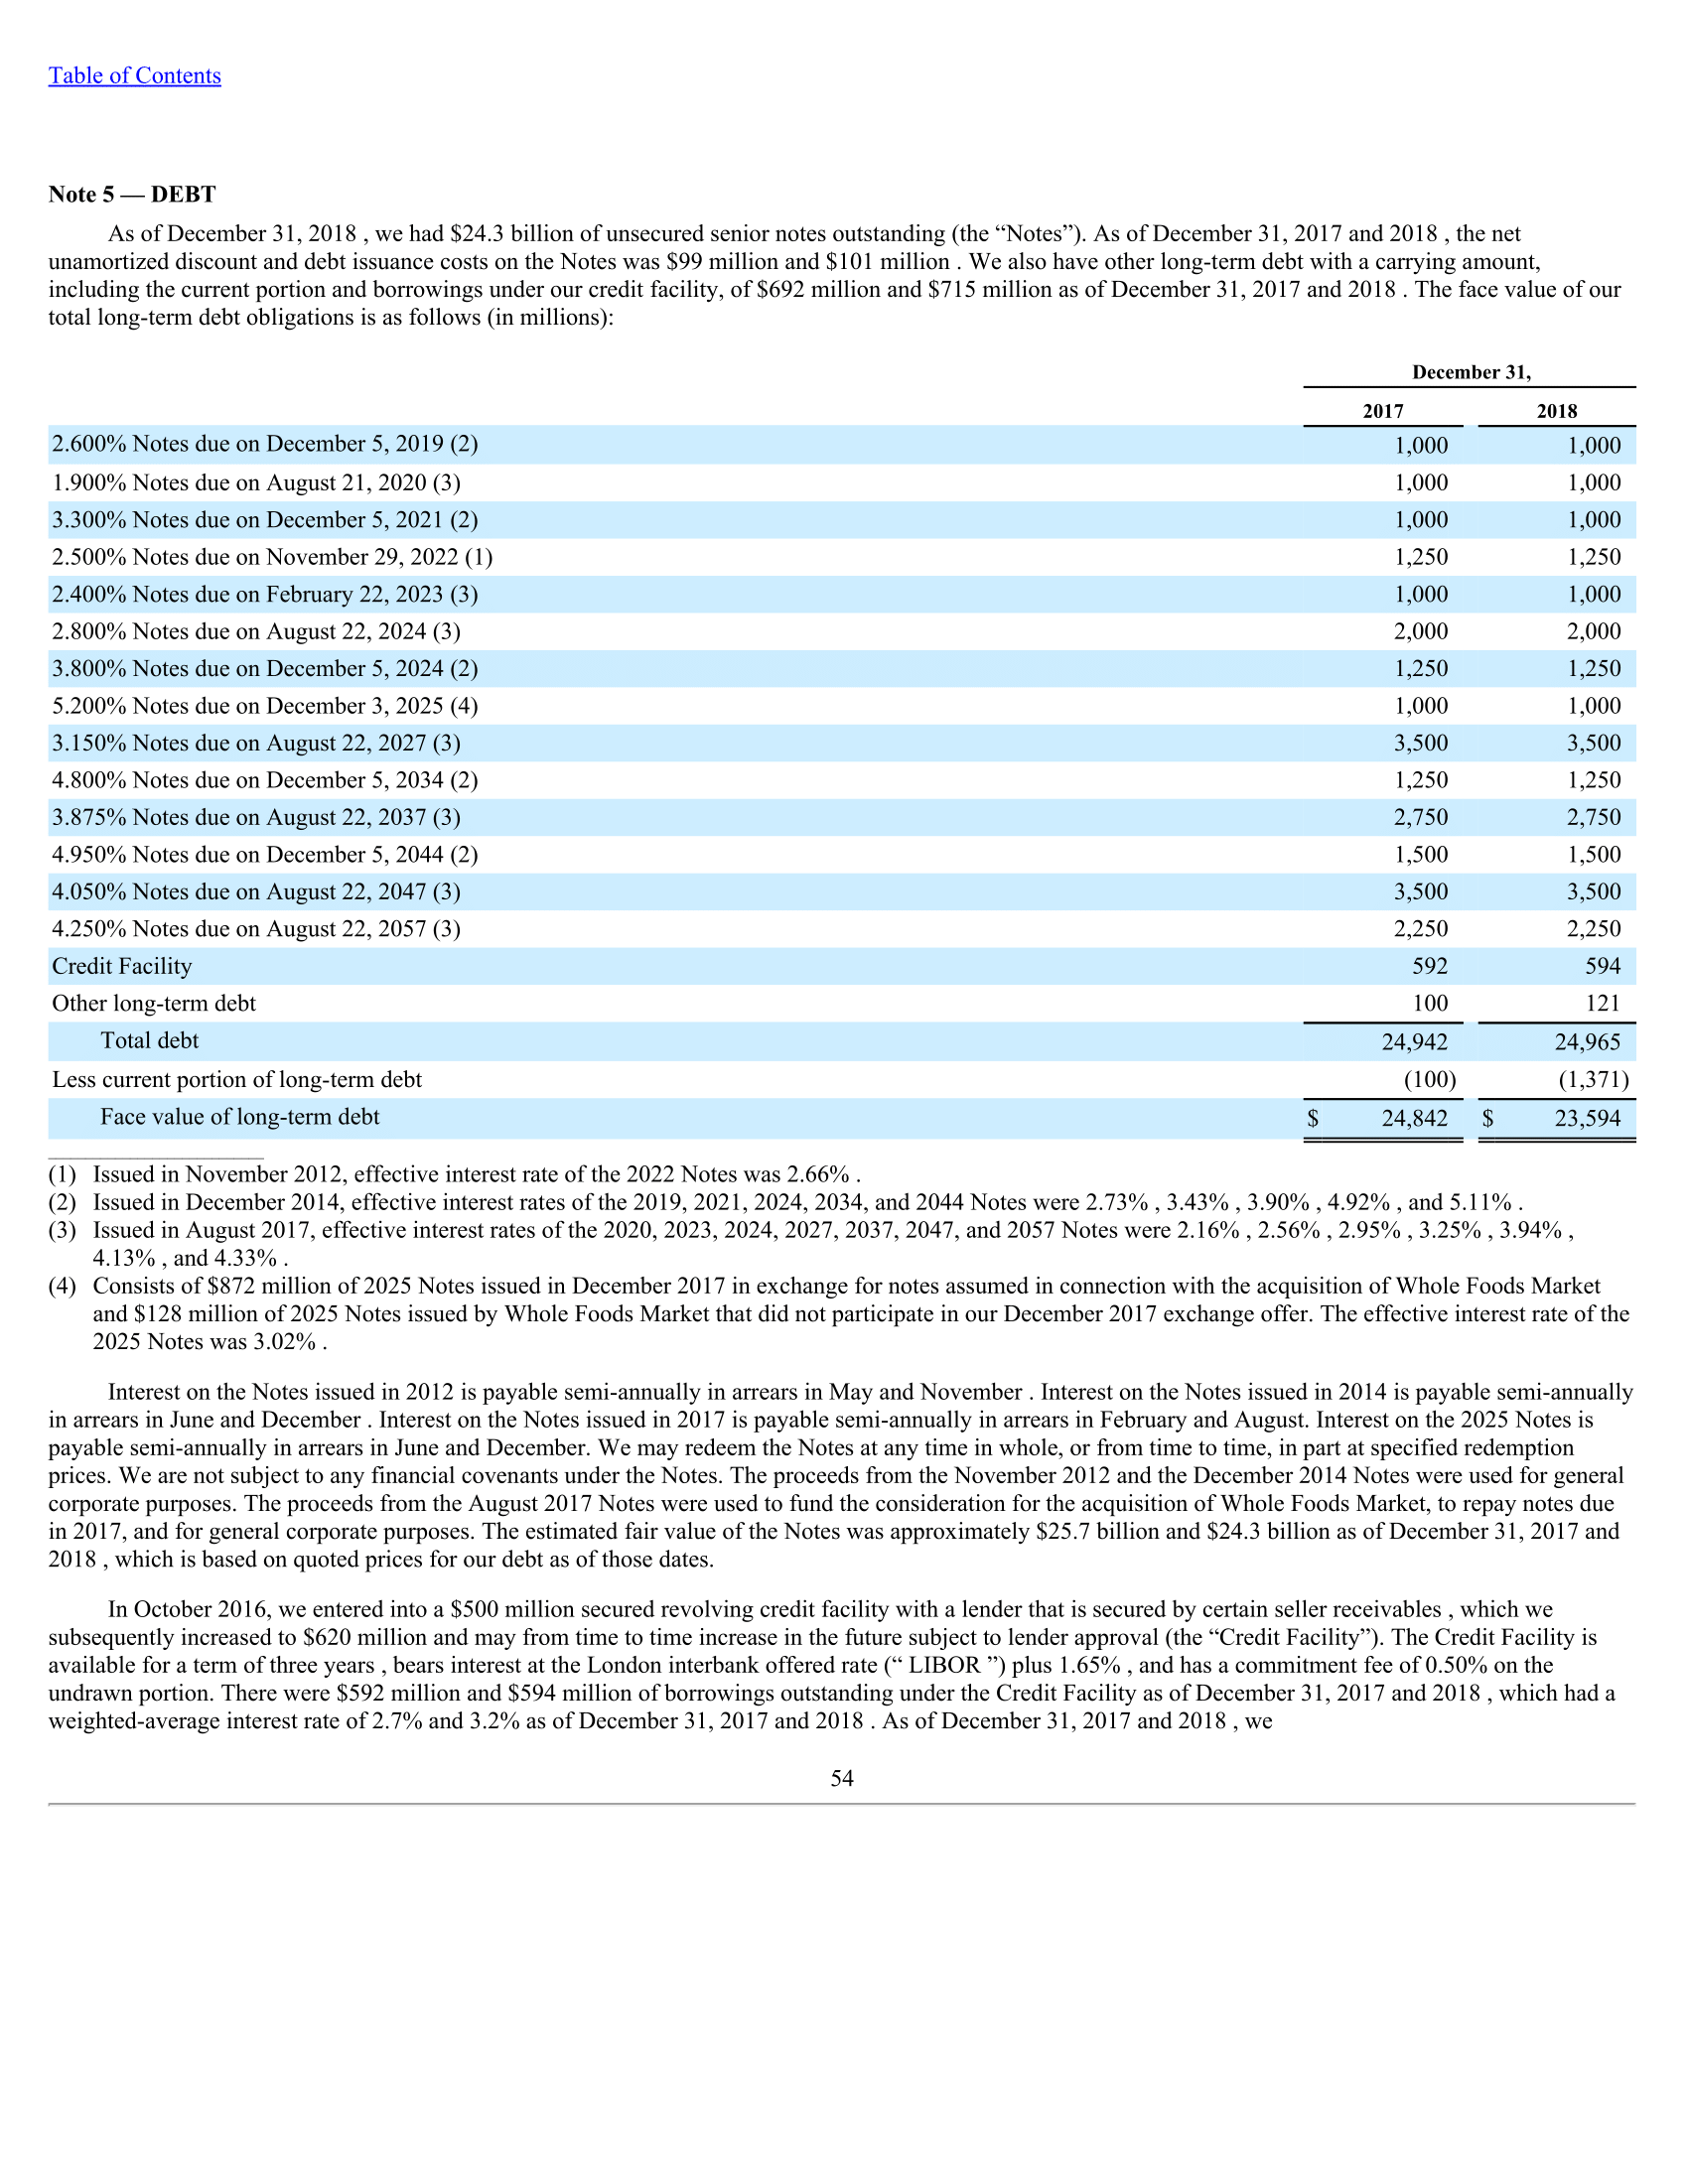 Table of Contents
Note 5 — DEBT
As of December 31, 2018 , we had $24.3 billion of unsecured senior notes outstanding (the “Notes”). As of December 31, 2017 and 2018 , the net
unamortized discount and debt issuance costs on the Notes was $99 million and $101 million . We also have other long-term debt with a carrying amount,
including the current portion and borrowings under our credit facility, of $692 million and $715 million as of December 31, 2017 and 2018 . The face value of our
total long-term debt obligations is as follows (in millions):
December 31,
2017 2018
2.600% Notes due on December 5, 2019 (2) 1,000 1,000
1.900% Notes due on August 21, 2020 (3) 1,000 1,000
3.300% Notes due on December 5, 2021 (2) 1,000 1,000
2.500% Notes due on November 29, 2022 (1) 1,250 1,250
2.400% Notes due on February 22, 2023 (3) 1,000 1,000
2.800% Notes due on August 22, 2024 (3) 2,000 2,000
3.800% Notes due on December 5, 2024 (2) 1,250 1,250
5.200% Notes due on December 3, 2025 (4) 1,000 1,000
3.150% Notes due on August 22, 2027 (3) 3,500 3,500
4.800% Notes due on December 5, 2034 (2) 1,250 1,250
3.875% Notes due on August 22, 2037 (3) 2,750 2,750
4.950% Notes due on December 5, 2044 (2) 1,500 1,500
4.050% Notes due on August 22, 2047 (3) 3,500 3,500
4.250% Notes due on August 22, 2057 (3) 2,250 2,250
Credit Facility 592 594
Other long-term debt 100 121
Total debt 24,942 24,965
Less current portion of long-term debt (100) (1,371)
Face value of long-term debt $ 24,842 $ 23,594
(1) Issued in November 2012, effective interest rate of the 2022 Notes was 2.66% .
(2) Issued in December 2014, effective interest rates of the 2019, 2021, 2024, 2034, and 2044 Notes were 2.73% , 3.43% , 3.90% , 4.92% , and 5.11% .
(3) Issued in August 2017, effective interest rates of the 2020, 2023, 2024, 2027, 2037, 2047, and 2057 Notes were 2.16% , 2.56% , 2.95% , 3.25% , 3.94% ,
4.13% , and 4.33% .
(4) Consists of $872 million of 2025 Notes issued in December 2017 in exchange for notes assumed in connection with the acquisition of Whole Foods Market
and $128 million of 2025 Notes issued by Whole Foods Market that did not participate in our December 2017 exchange offer. The effective interest rate of the
2025 Notes was 3.02% .
Interest on the Notes issued in 2012 is payable semi-annually in arrears in May and November . Interest on the Notes issued in 2014 is payable semi-annually
in arrears in June and December . Interest on the Notes issued in 2017 is payable semi-annually in arrears in February and August. Interest on the 2025 Notes is
payable semi-annually in arrears in June and December. We may redeem the Notes at any time in whole, or from time to time, in part at specified redemption
prices. We are not subject to any financial covenants under the Notes. The proceeds from the November 2012 and the December 2014 Notes were used for general
corporate purposes. The proceeds from the August 2017 Notes were used to fund the consideration for the acquisition of Whole Foods Market, to repay notes due
in 2017, and for general corporate purposes. The estimated fair value of the Notes was approximately $25.7 billion and $24.3 billion as of December 31, 2017 and
2018 , which is based on quoted prices for our debt as of those dates.
In October 2016, we entered into a $500 million secured revolving credit facility with a lender that is secured by certain seller receivables , which we
subsequently increased to $620 million and may from time to time increase in the future subject to lender approval (the “Credit Facility”). The Credit Facility is
available for a term of three years , bears interest at the London interbank offered rate (“ LIBOR ”) plus 1.65% , and has a commitment fee of 0.50% on the
undrawn portion. There were $592 million and $594 million of borrowings outstanding under the Credit Facility as of December 31, 2017 and 2018 , which had a
weighted-average interest rate of 2.7% and 3.2% as of December 31, 2017 and 2018 . As of December 31, 2017 and 2018 , we
54